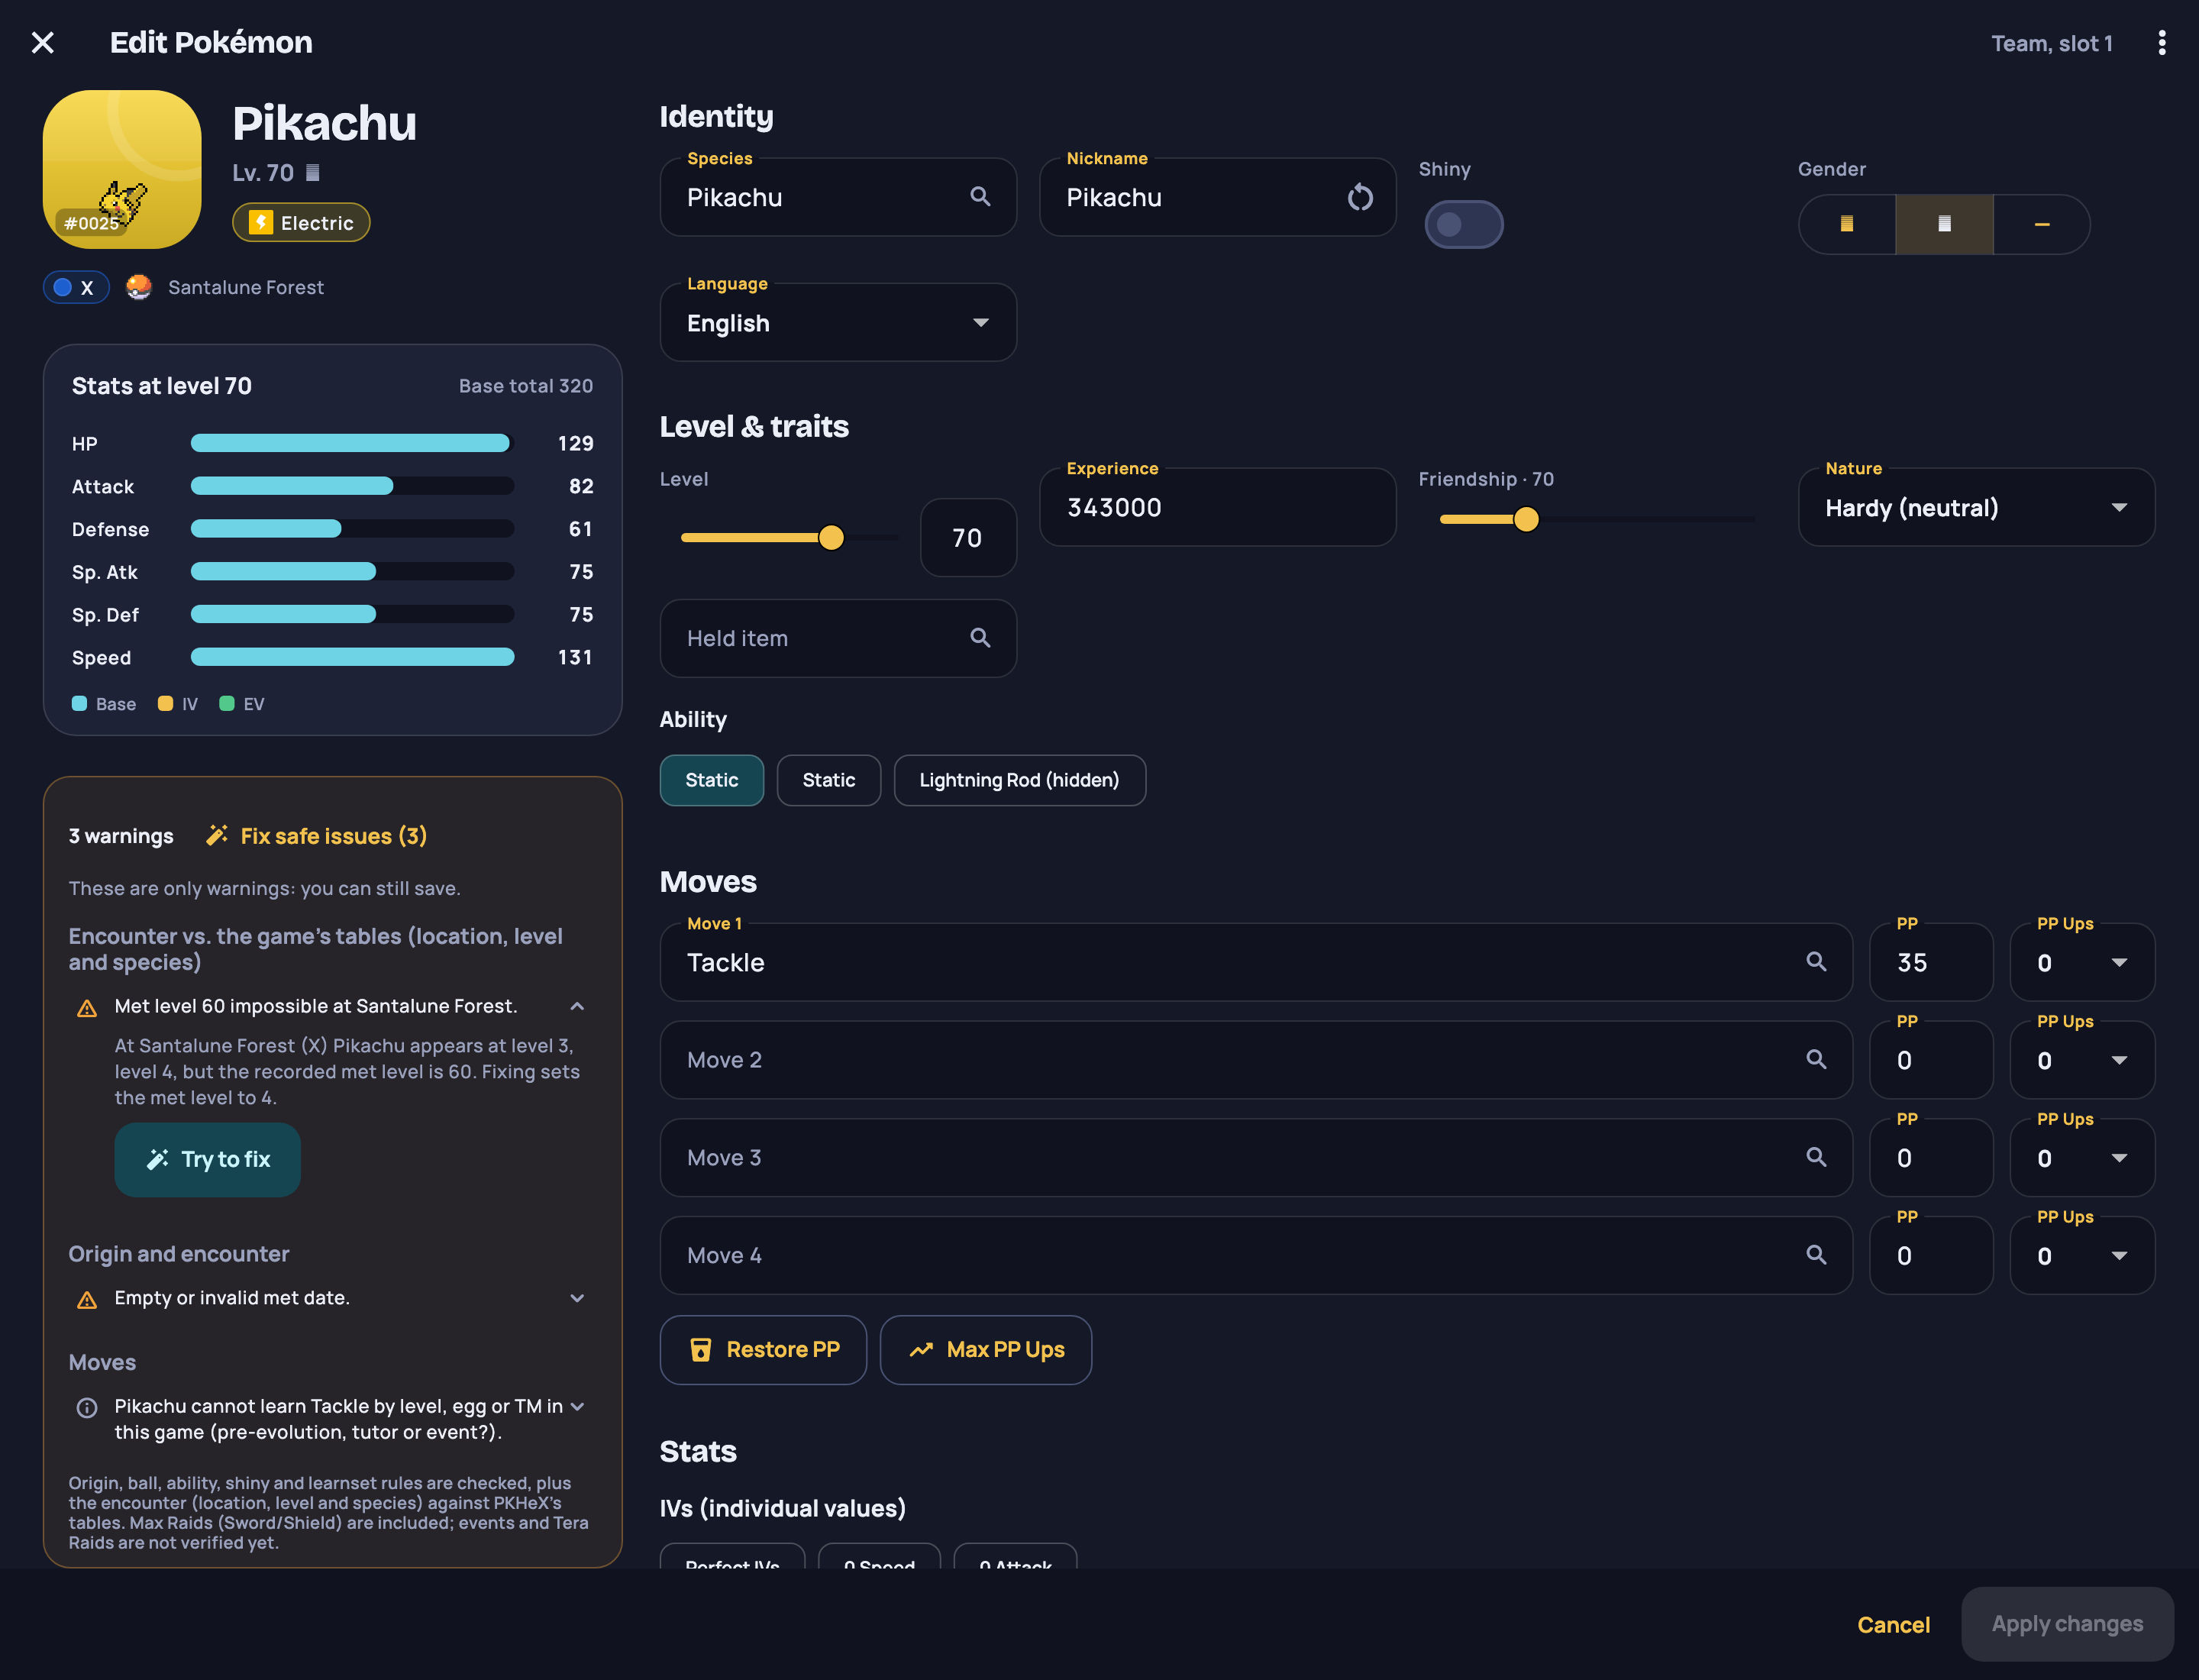 Edit Pokémon
Team, slot 1
#0025
Pikachu
Lv. 70
Electric
X
Santalune Forest
Stats at level 70
Base total 320
HP 129
Attack 82
Defense 61
Sp. Atk 75
Sp. Def 75
Speed 131
Base IV EV
3 warnings
Fix safe issues (3)
These are only warnings: you can still save.
Encounter vs. the game's tables (location, level
and species)
Met level 60 impossible at Santalune Forest.
At Santalune Forest (X) Pikachu appears at level 3,
level 4, but the recorded met level is 60. Fixing sets
the met level to 4.
Try to fix
Origin and encounter
Empty or invalid met date.
Moves
Pikachu cannot learn Tackle by level, egg or TM in
this game (pre-evolution, tutor or event?).
Origin, ball, ability, shiny and learnset rules are checked, plus
the encounter (location, level and species) against PKHeX's
tables. Max Raids (Sword/Shield) are included; events and Tera
Raids are not verified yet.
Identity
Species
Pikachu
Nickname
Pikachu
Shiny
Gender
Language
English
Level & traits
Level
70
Experience
343000
Friendship · 70
Nature
Hardy (neutral)
Held item
Ability
Static
Static
Lightning Rod (hidden)
Moves
Move 1
Tackle
PP
35
PP Ups
0
Move 2
PP
0
PP Ups
0
Move 3
PP
0
PP Ups
0
Move 4
PP
0
PP Ups
0
Restore PP
Max PP Ups
Stats
IVs (individual values)
Perfect IVs
0 Speed
0 Attack
Cancel
Apply changes